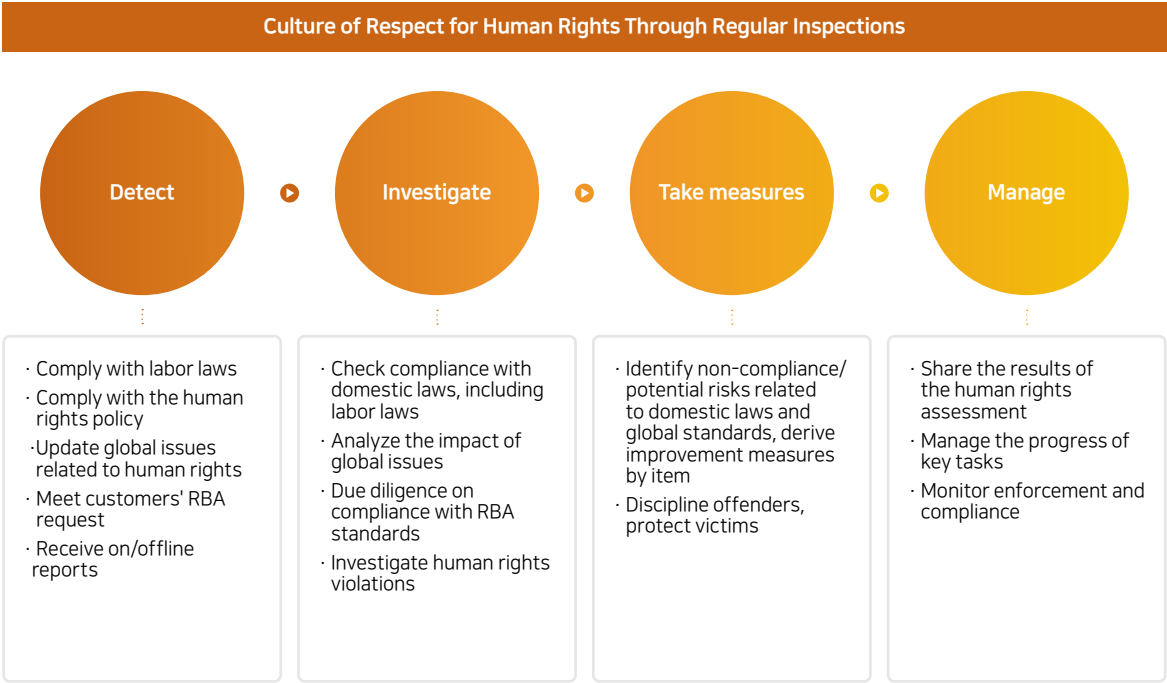 Culture of Respect for Human Rights Through Regular Inspections
Detect
Investigate
Take measures
Manage
· Comply with labor laws
· Comply with the human
rights policy
·Update global issues
related to human rights
· Meet customers' RBA
request
· Receive on/offline
reports
· Check compliance with
domestic laws, including
labor laws
· Analyze the impact of
global issues
· Due diligence on
compliance with RBA
standards
· Investigate human rights
violations
· Identify non-compliance/
potential risks related
to domestic laws and
global standards, derive
improvement measures
by item
· Discipline offenders,
protect victims
· Share the results of
the human rights
assessment
· Manage the progress of
key tasks
· Monitor enforcement and
compliance